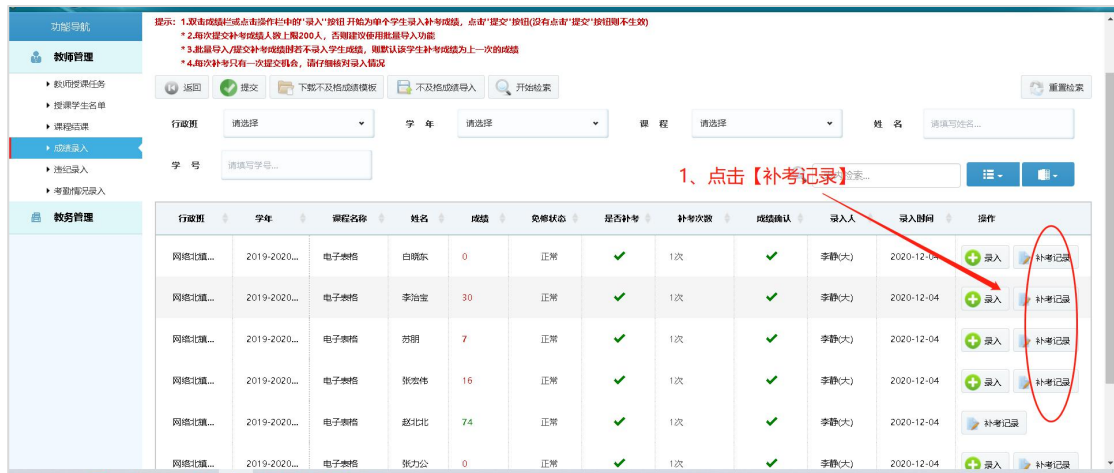 功能导航
教师管理
教师授课任务
授课学生名单
课程结课
成绩录入
违纪录入
考勤情况录入
教务管理
提示: 1.双击成绩栏或点击操作栏中的'录入'按钮 开始为单个学生录入补考成绩，点击'提交'按钮(没有点击'提交'按钮则不生效)
*2.每次提交补考成绩人数上限200人，否则建议使用批量导入功能
*3.批量导入/提交补考成绩时若不录入学生成绩，则默认该学生补考成绩为上一次的成绩
*4.每次补考只有一次提交机会，请仔细核对录入情况
返回 提交 下载不及格成绩模板 不及格成绩导入 开始检索 重置检索
行政班 请选择 学 年 请选择 课 程 请选择 姓 名 请填写姓名...
学 号 请填写学号...
1、点击【补考记录】
行政班 学年 课程名称 姓名 成绩 免修状态 是否补考 补考次数 成绩确认 录入人 录入时间 操作
网络北镇... 2019-2020... 电子表格 白晓东 0 正常 ✔ 1次 ✔ 李静(大) 2020-12-04 录入 补考记录
网络北镇... 2019-2020... 电子表格 李治宝 30 正常 ✔ 1次 ✔ 李静(大) 2020-12-04 录入 补考记录
网络北镇... 2019-2020... 电子表格 苏朋 7 正常 ✔ 1次 ✔ 李静(大) 2020-12-04 录入 补考记录
网络北镇... 2019-2020... 电子表格 张宏伟 16 正常 ✔ 1次 ✔ 李静(大) 2020-12-04 录入 补考记录
网络北镇... 2019-2020... 电子表格 赵北北 74 正常 ✔ 1次 ✔ 李静(大) 2020-12-04 补考记录
网络北镇... 2019-2020... 电子表格 张力公 0 正常 ✔ 1次 ✔ 李静(大) 2020-12-04 录入 补考记录